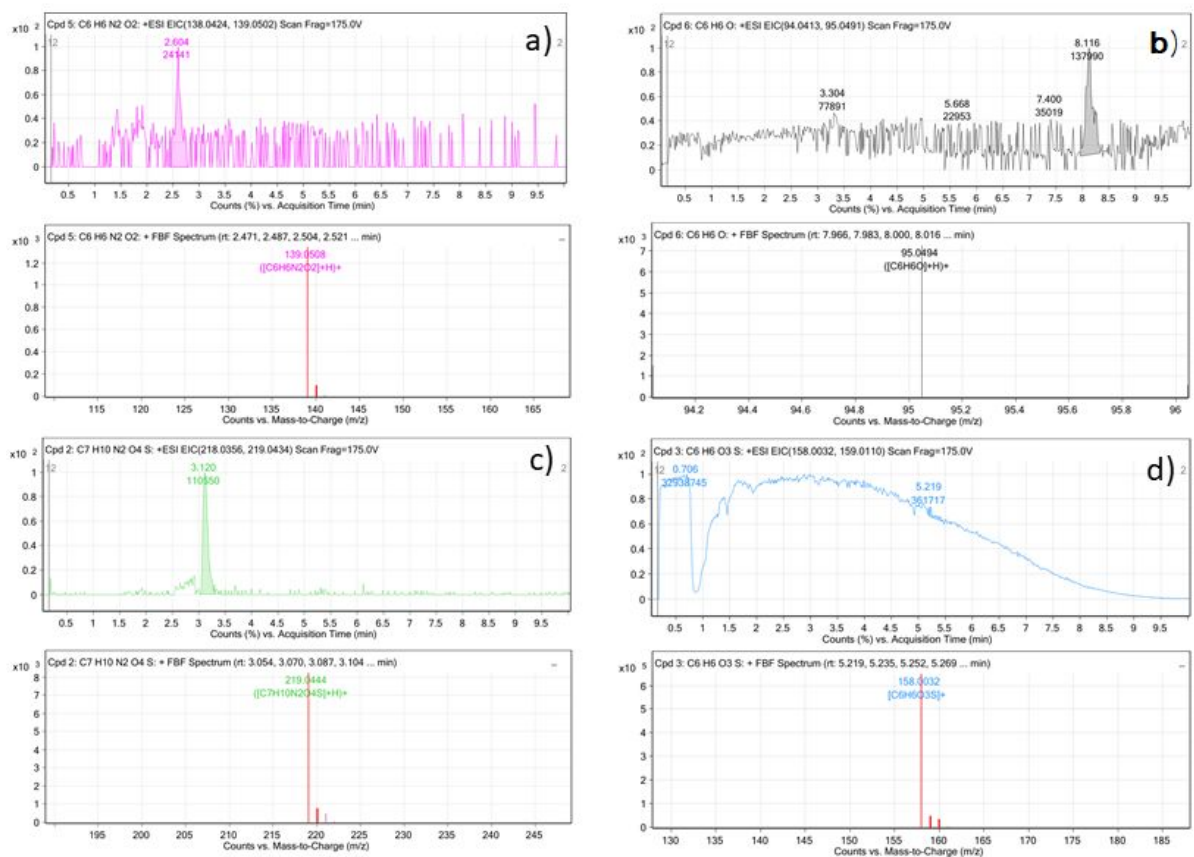 Cpd 5: C6 H6 N2 O2: +ESI EIC(138.0424, 139.0502) Scan Frag=175.0V
a)
x10 2
12
2
2.604
24141
1
0.8
0.6
0.4
0.2
0
0.5 1 1.5 2 2.5 3 3.5 4 4.5 5 5.5 6 6.5 7 7.5 8 8.5 9 9.5
Counts (%) vs. Acquisition Time (min)
x10 3
Cpd 5: C6 H6 N2 O2: + FBF Spectrum (rt: 2.471, 2.487, 2.504, 2.521 ... min)
139.0508
([C6H6N2O2]+H)+
1.2
1
0.8
0.6
0.4
0.2
0
115 120 125 130 135 140 145 150 155 160 165
Counts vs. Mass-to-Charge (m/z)
Cpd 6: C6 H6 O: +ESI EIC(94.0413, 95.0491) Scan Frag=175.0V
b)
x10 2
12
2
8.116
137990
3.304
77891
5.668
22953
7.400
35019
1
0.8
0.6
0.4
0.2
0
0.5 1 1.5 2 2.5 3 3.5 4 4.5 5 5.5 6 6.5 7 7.5 8 8.5 9 9.5
Counts (%) vs. Acquisition Time (min)
x10 3
Cpd 6: C6 H6 O: + FBF Spectrum (rt: 7.966, 7.983, 8.000, 8.016 ... min)
95.0494
([C6H6O]+H)+
7
6
5
4
3
2
1
0
94.2 94.4 94.6 94.8 95 95.2 95.4 95.6 95.8 96
Counts vs. Mass-to-Charge (m/z)
Cpd 2: C7 H10 N2 O4 S: +ESI EIC(218.0356, 219.0434) Scan Frag=175.0V
c)
x10 2
12
2
3.120
110550
1
0.8
0.6
0.4
0.2
0
0.5 1 1.5 2 2.5 3 3.5 4 4.5 5 5.5 6 6.5 7 7.5 8 8.5 9 9.5
Counts (%) vs. Acquisition Time (min)
x10 3
Cpd 2: C7 H10 N2 O4 S: + FBF Spectrum (rt: 3.054, 3.070, 3.087, 3.104 ... min)
219.0444
([C7H10N2O4S]+H)+
8
7
6
5
4
3
2
1
0
195 200 205 210 215 220 225 230 235 240 245
Counts vs. Mass-to-Charge (m/z)
Cpd 3: C6 H6 O3 S: +ESI EIC(158.0032, 159.0110) Scan Frag=175.0V
d)
x10 2
12
2
0.706
5.219
361717
1
0.8
0.6
0.4
0.2
0
0.5 1 1.5 2 2.5 3 3.5 4 4.5 5 5.5 6 6.5 7 7.5 8 8.5 9 9.5
Counts (%) vs. Acquisition Time (min)
x10 5
Cpd 3: C6 H6 O3 S: + FBF Spectrum (rt: 5.219, 5.235, 5.252, 5.269 ... min)
158.0032
[C6H6O3S]+
6
5
4
3
2
1
0
130 135 140 145 150 155 160 165 170 175 180 185
Counts vs. Mass-to-Charge (m/z)